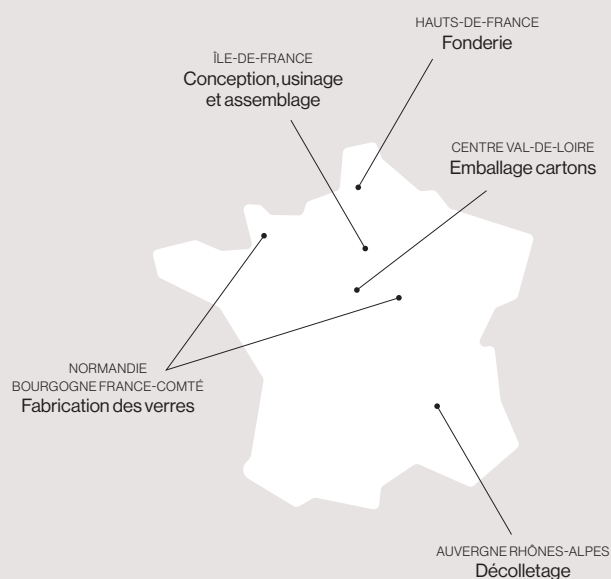 HAUTS-DE-FRANCE
Fonderie
ÎLE-DE-FRANCE
Conception, usinage
et assemblage
CENTRE VAL-DE-LOIRE
Emballage cartons
NORMANDIE
BOURGOGNE FRANCE-COMTÉ
Fabrication des verres
AUVERGNE RHÔNES-ALPES
Décolletage